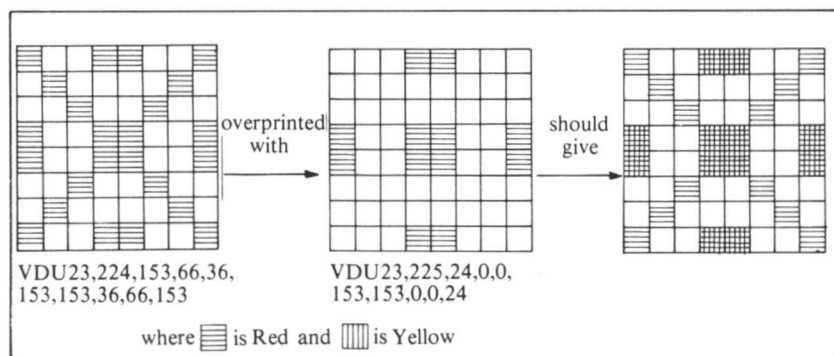 overprinted
with
should
give
VDU23,224,153,66,36,
153,153,36,66,153
VDU23,225,24,0,0,
153,153,0,0,24
where is Red and is Yellow